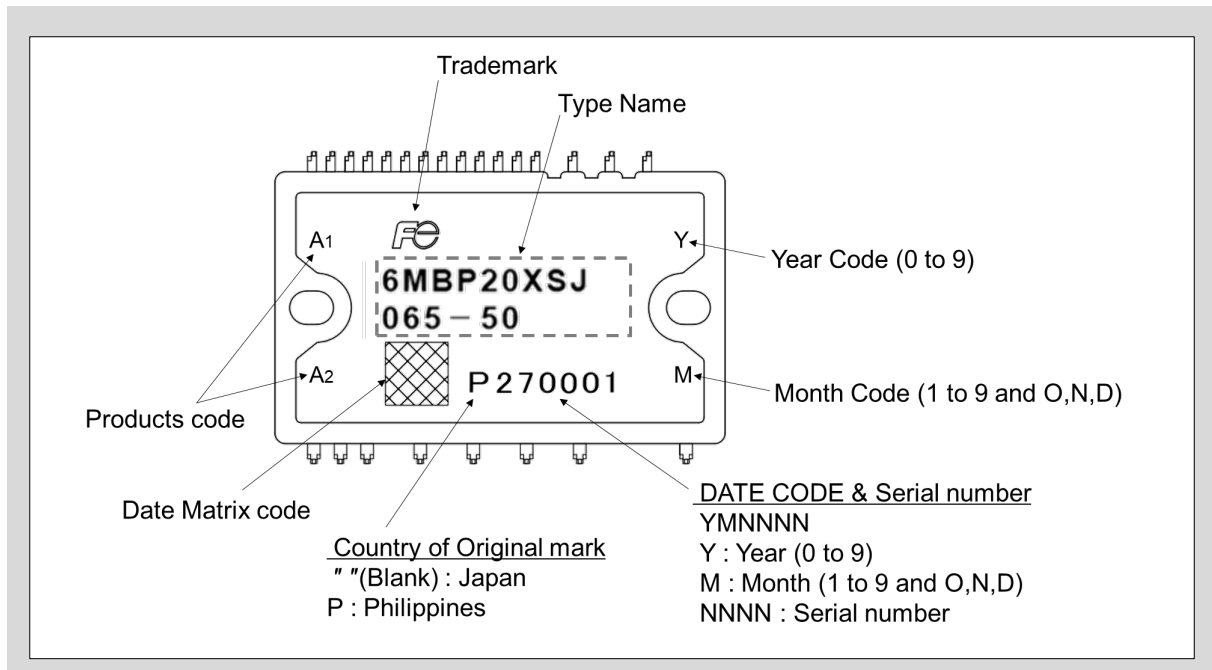 Trademark
Type Name
Fe
A1
Y
Year Code (0 to 9)
6MBP20XSJ
065-50
A2
P270001
M
Month Code (1 to 9 and O,N,D)
Products code
Date Matrix code
Country of Original mark
" "(Blank) : Japan
P : Philippines
DATE CODE & Serial number
YMNNNN
Y : Year (0 to 9)
M : Month (1 to 9 and O,N,D)
NNNN : Serial number